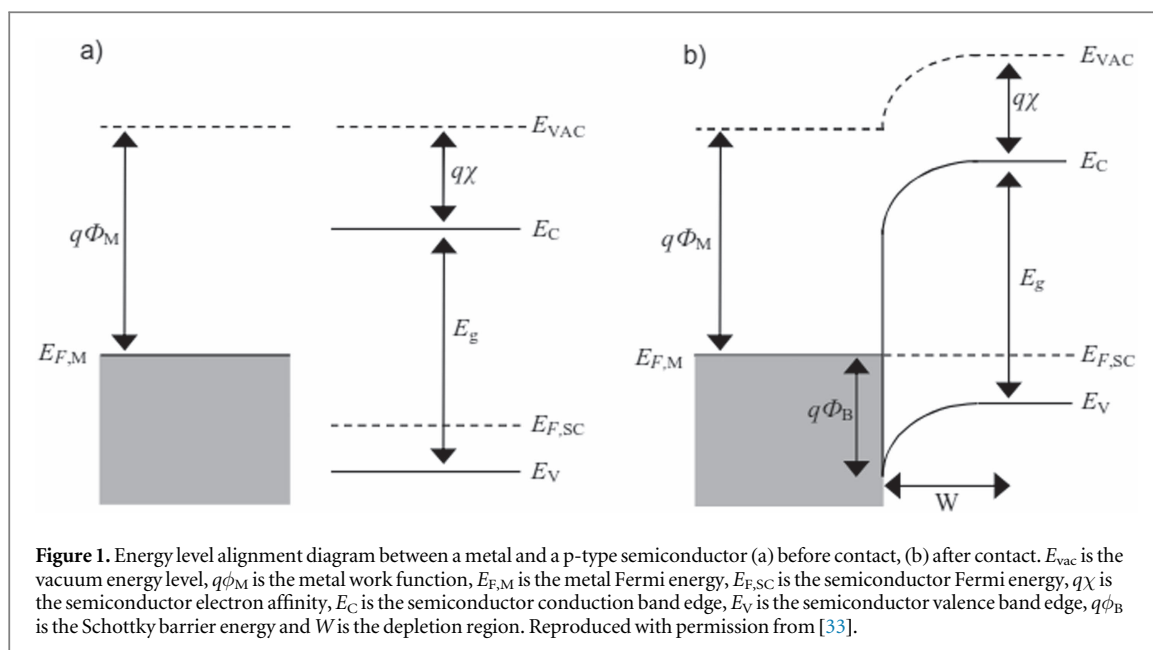 a)
E_VAC
qχ
qΦ_M
E_C
E_g
E_F,M
E_F,SC
E_V
b)
E_VAC
qχ
E_C
qΦ_M
E_g
E_F,M
E_F,SC
qΦ_B
E_V
W
Figure 1. Energy level alignment diagram between a metal and a p-type semiconductor (a) before contact, (b) after contact. E_vac is the
vacuum energy level, qϕ_M is the metal work function, E_F,M is the metal Fermi energy, E_F,SC is the semiconductor Fermi energy, qχ is
the semiconductor electron affinity, E_C is the semiconductor conduction band edge, E_V is the semiconductor valence band edge, qϕ_B
is the Schottky barrier energy and W is the depletion region. Reproduced with permission from [33].